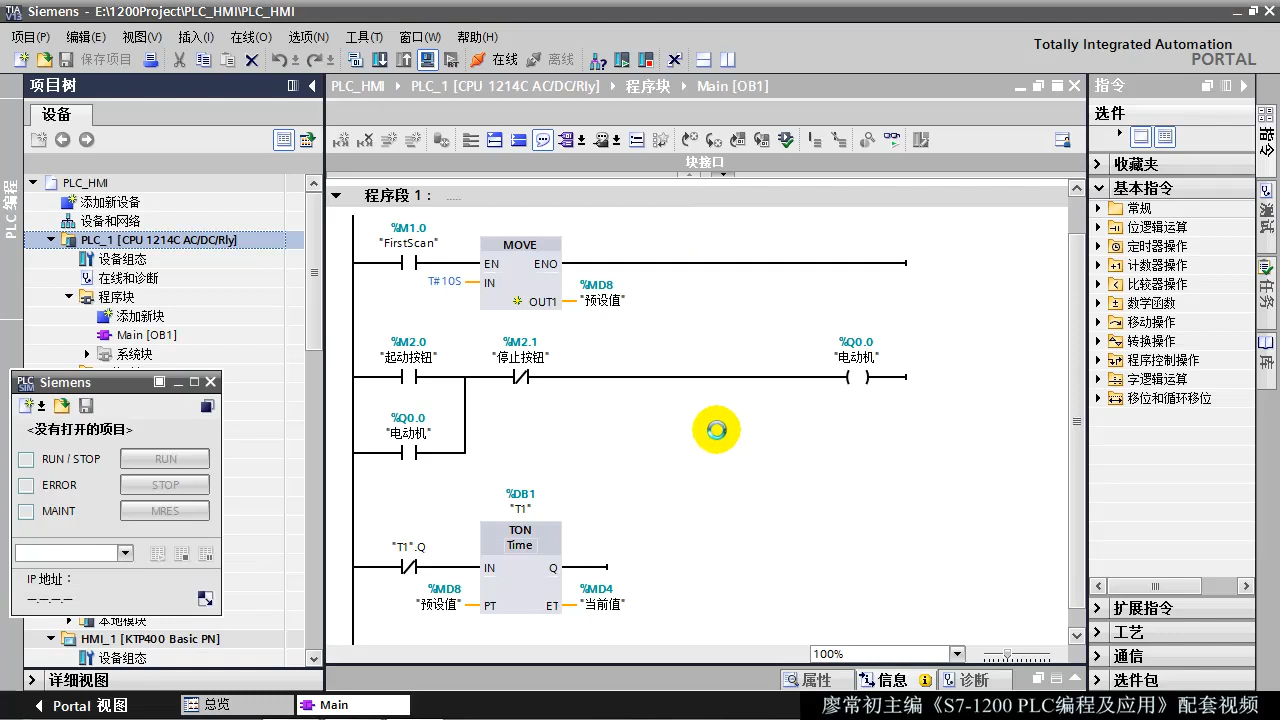 Siemens - E:\1200Project\PLC_HMI\PLC_HMI
项目(P) 编辑(E) 视图(V) 插入(I) 在线(O) 选项(N) 工具(T) 窗口(W) 帮助(H)
Totally Integrated Automation
PORTAL
保存项目 在线 离线
项目树
PLC_HMI PLC_1 [CPU 1214C AC/DC/Rly] 程序块 Main [OB1]
指令
设备
选件
块接口
PLC 编程
PLC_HMI
添加新设备
设备和网络
PLC_1 [CPU 1214C AC/DC/Rly]
设备组态
在线和诊断
程序块
添加新块
Main [OB1]
系统块
本地模块
HMI_1 [KTP400 Basic PN]
设备组态
详细视图
Siemens
<没有打开的项目>
RUN / STOP RUN
ERROR STOP
MAINT MRES
IP 地址：
--.--.--.--
程序段 1： .....
%M1.0
"FirstScan"
MOVE
EN ENO
T#10S IN
%MD8
OUT1 "预设值"
%M2.0 %M2.1 %Q0.0
"起动按钮" "停止按钮" "电动机"
%Q0.0
"电动机"
%DB1
"T1"
TON
Time
"T1".Q
IN Q
%MD8 %MD4
"预设值" PT ET "当前值"
100%
属性 信息 诊断
收藏夹
基本指令
常规
位逻辑运算
定时器操作
计数器操作
比较器操作
数学函数
移动操作
转换操作
程序控制操作
字逻辑运算
移位和循环移位
扩展指令
工艺
通信
选件包
指令
测试
任务
库
Portal 视图 总览 Main
廖常初主编《S7-1200 PLC编程及应用》配套视频